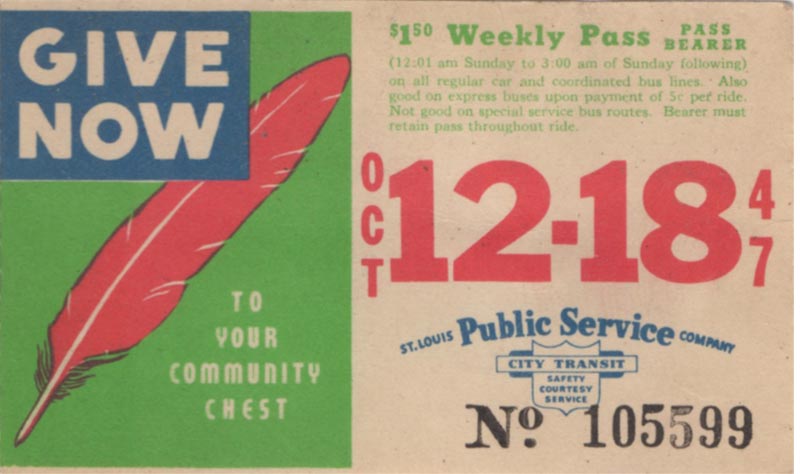 GIVE
NOW
TO
YOUR
COMMUNITY
CHEST
$1.50 Weekly Pass PASS BEARER
(12:01 am Sunday to 3:00 am of Sunday following)
on all regular car and coordinated bus lines. Also
good on express buses upon payment of 5c per ride.
Not good on special service bus routes. Bearer must
retain pass throughout ride.
OCT 12-18 47
ST. LOUIS Public Service COMPANY
CITY TRANSIT
SAFETY
COURTESY
SERVICE
No. 105599